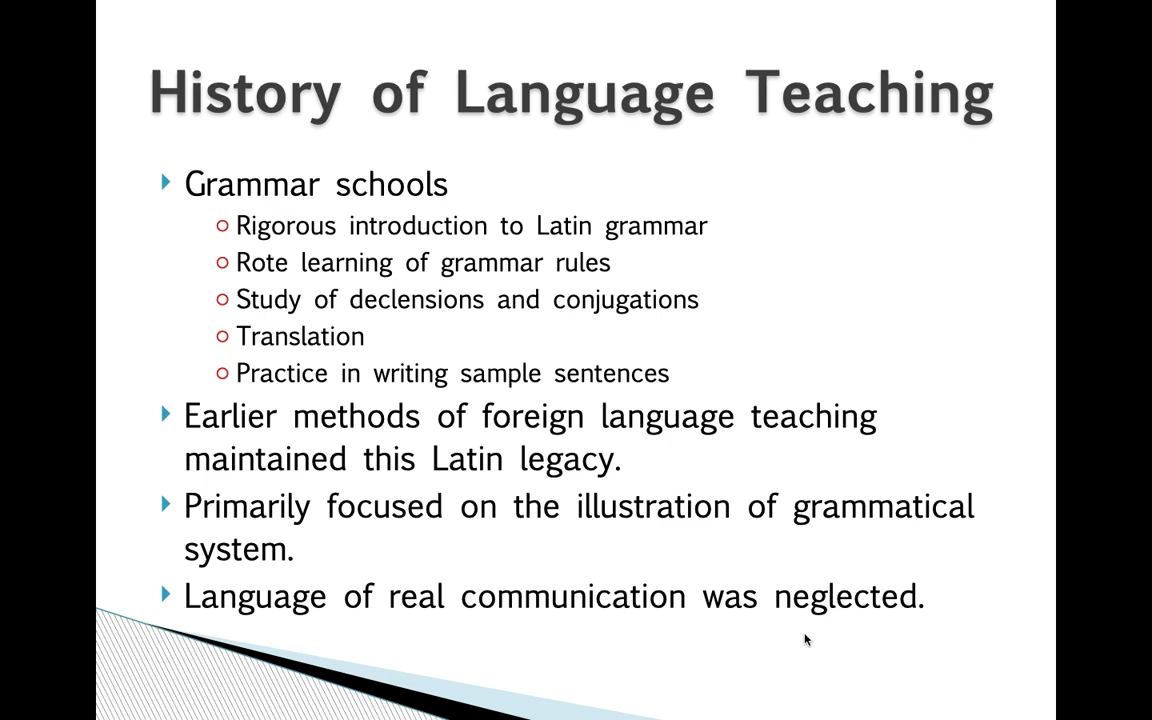 History of Language Teaching
Grammar schools
Rigorous introduction to Latin grammar
Rote learning of grammar rules
Study of declensions and conjugations
Translation
Practice in writing sample sentences
Earlier methods of foreign language teaching
maintained this Latin legacy.
Primarily focused on the illustration of grammatical
system.
Language of real communication was neglected.